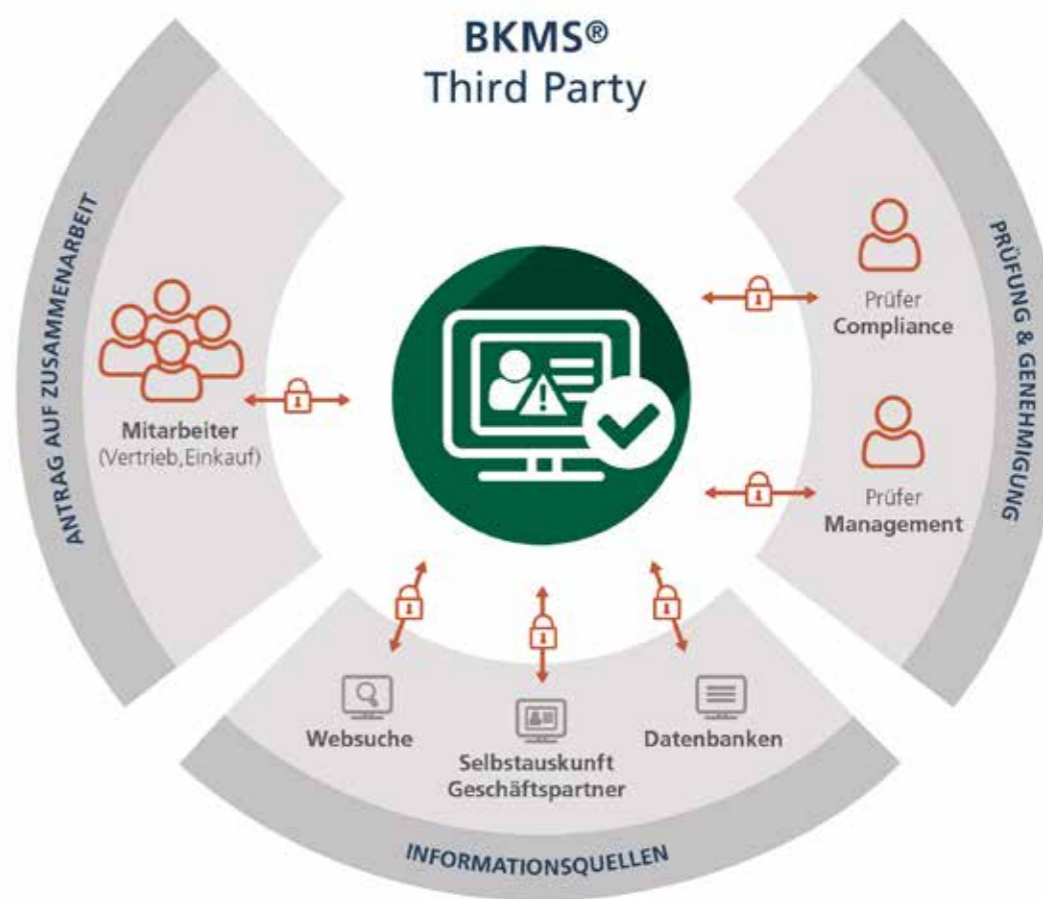 BKMS®
Third Party
ANTRAG AUF ZUSAMMENARBEIT
Mitarbeiter
(Vertrieb,Einkauf)
PRÜFUNG & GENEHMIGUNG
Prüfer
Compliance
Prüfer
Management
Websuche
Selbstauskunft
Geschäftspartner
Datenbanken
INFORMATIONSQUELLEN